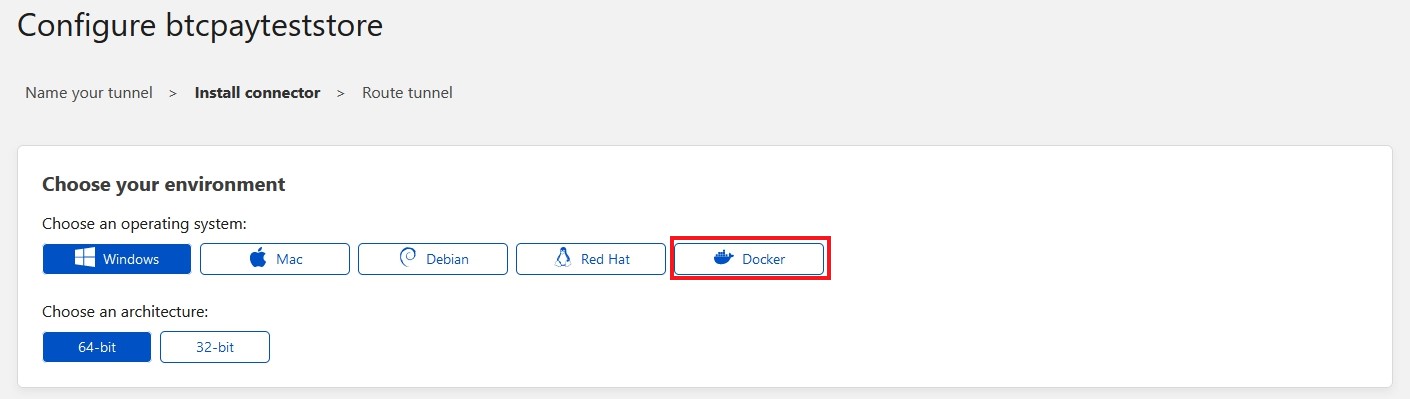 Configure btcpayteststore
Name your tunnel > Install connector > Route tunnel
Choose your environment
Choose an operating system:
Windows Mac Debian Red Hat Docker
Choose an architecture:
64-bit 32-bit